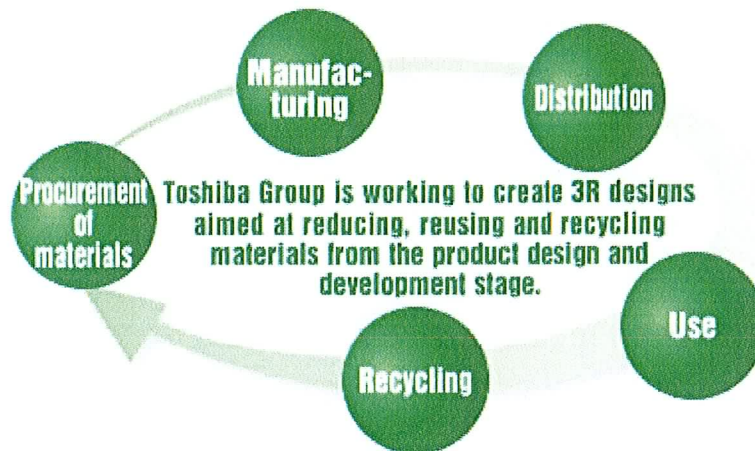 Manufac-
turing
Distribution
Procurement
of
materials
Toshiba Group is working to create 3R designs
aimed at reducing, reusing and recycling
materials from the product design and
development stage.
Use
Recycling